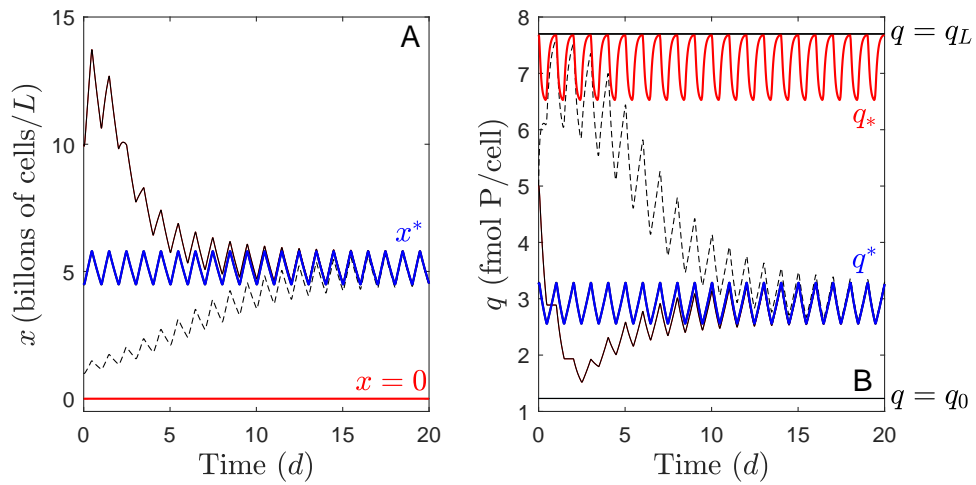 A
15
10
5
0
x (billons of cells/L)
x*
x = 0
0 5 10 15 20
Time (d)
B
8
7
6
5
4
3
2
1
q (fmol P/cell)
q = q_L
q_*
q^*
q = q_0
0 5 10 15 20
Time (d)